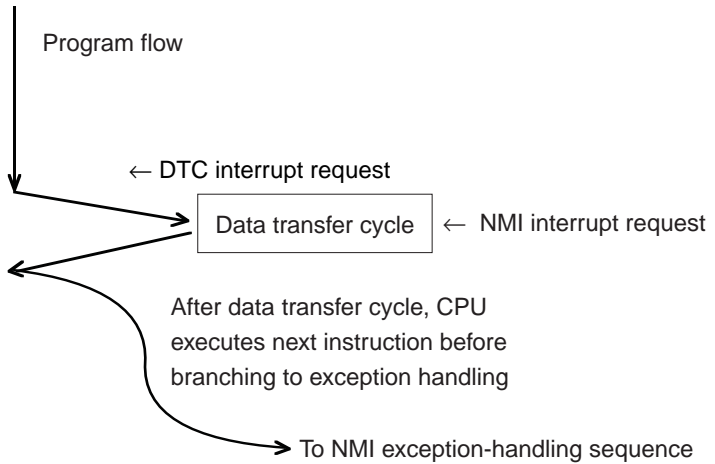 Program flow
← DTC interrupt request
Data transfer cycle
← NMI interrupt request
After data transfer cycle, CPU
executes next instruction before
branching to exception handling
To NMI exception-handling sequence